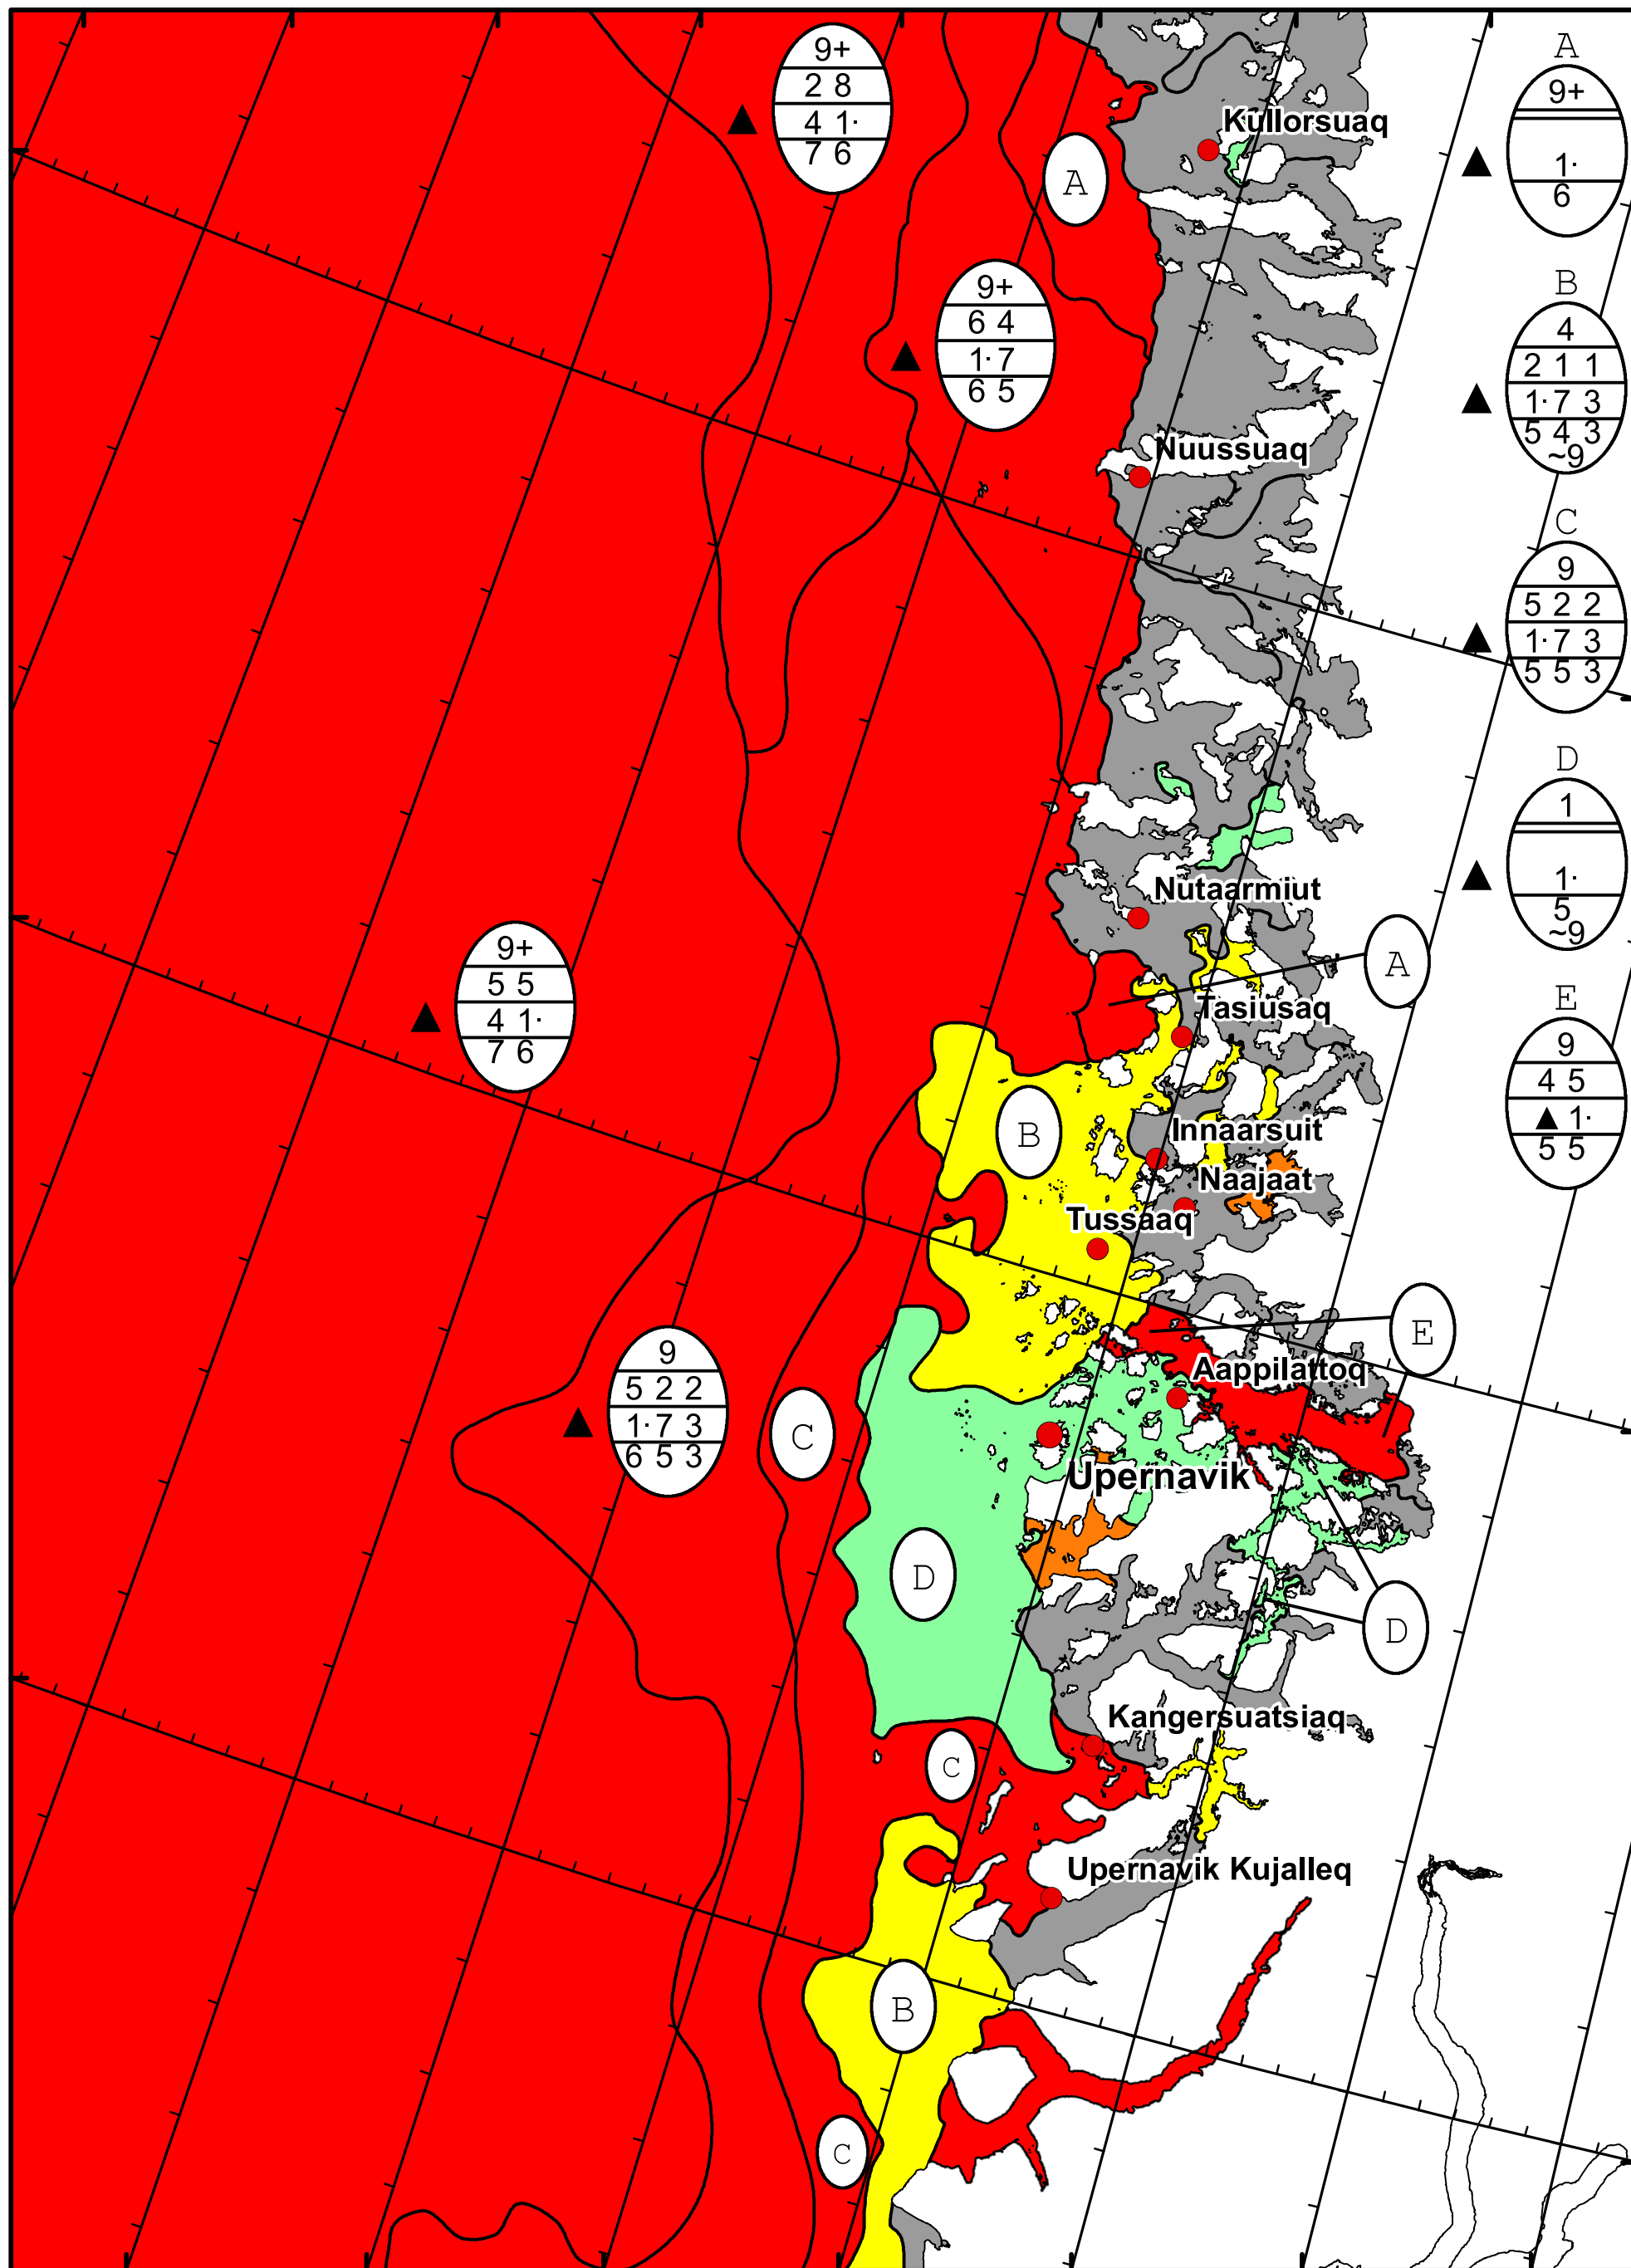 9+
2 8
4 1·
7 6
A
9+
1·
6
Kullorsuaq
A
9+
6 4
1· 7
6 5
B
4
2 1 1
1· 7 3
5 4 3
~9
Nuussuaq
C
9
5 2 2
1· 7 3
5 5 3
D
1
1·
5
~9
Nutaarmiut
9+
5 5
4 1·
7 6
A
Tasiusaq
E
9
4 5
▲ 1·
5 5
B
Innaarsuit
Naajaat
Tussaaq
E
9
5 2 2
1· 7 3
6 5 3
Aappilattoq
C
Upernavik
D
D
Kangersuatsiaq
C
Upernavik Kujalleq
B
C